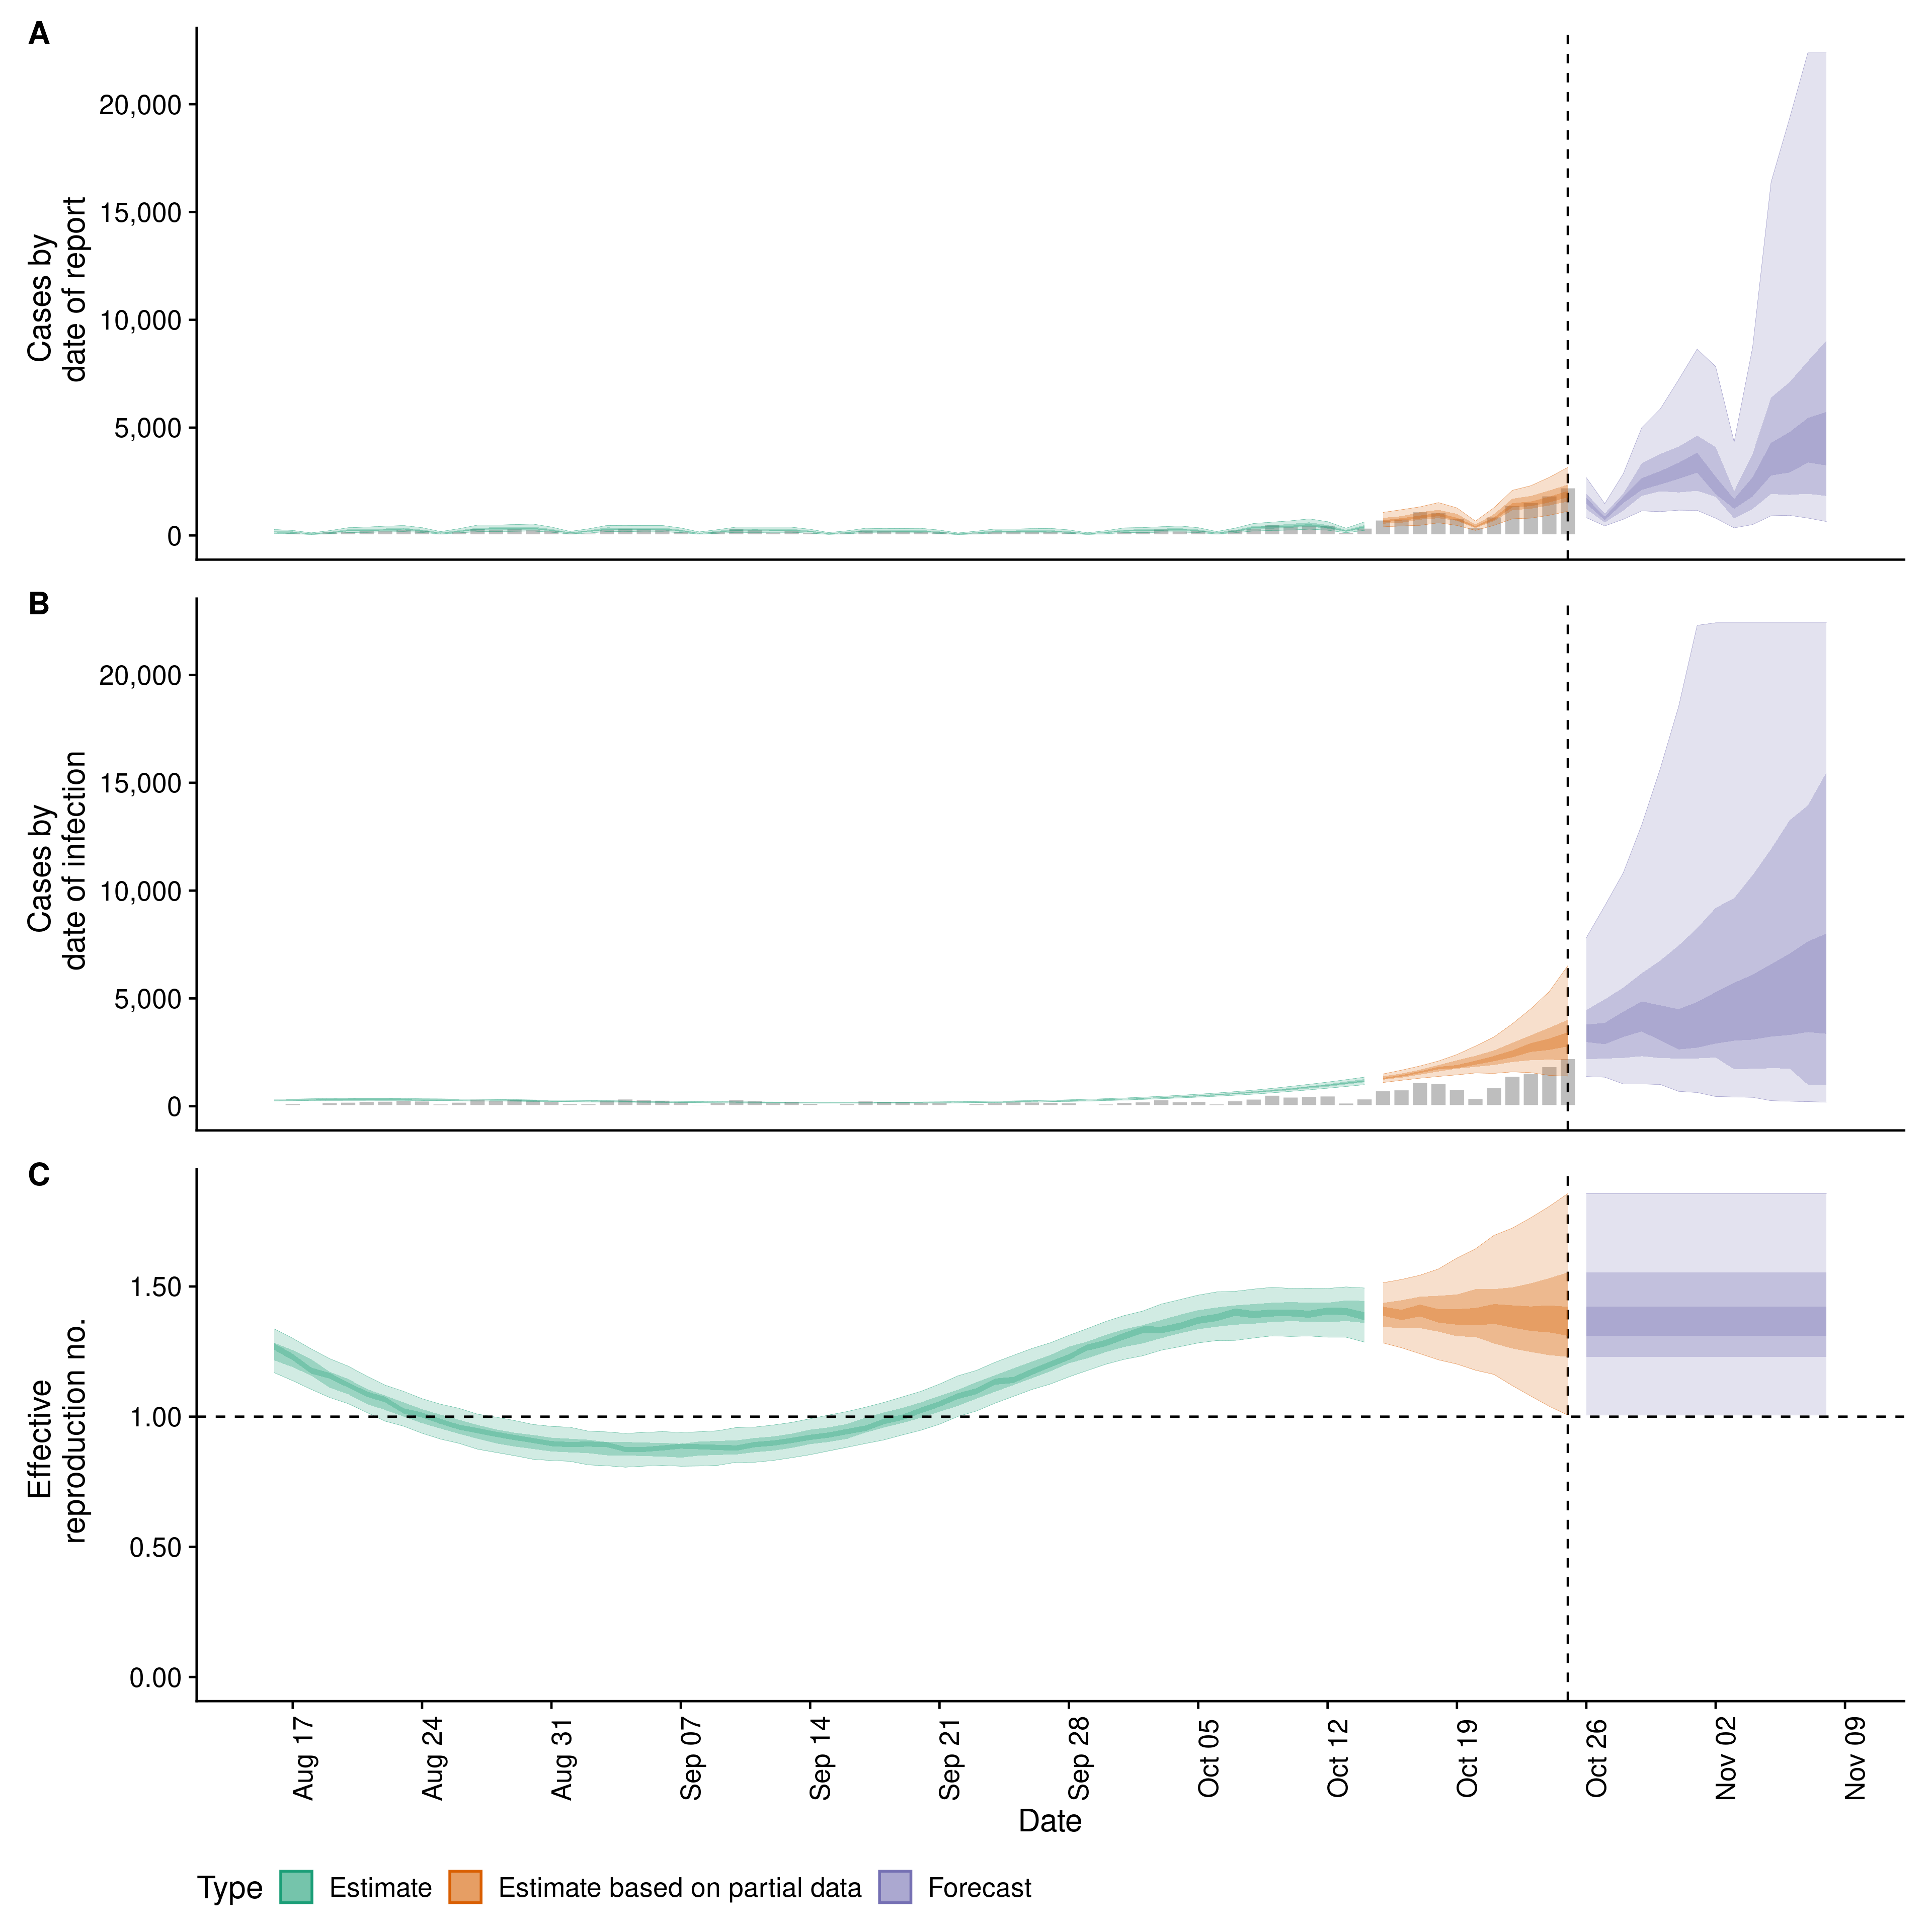 A
Cases by
date of report
20,000
15,000
10,000
5,000
0
B
Cases by
date of infection
20,000
15,000
10,000
5,000
0
C
Effective
reproduction no.
1.50
1.00
0.50
0.00
Aug 17
Aug 24
Aug 31
Sep 07
Sep 14
Sep 21
Sep 28
Oct 05
Oct 12
Oct 19
Oct 26
Nov 02
Nov 09
Date
Type Estimate Estimate based on partial data Forecast